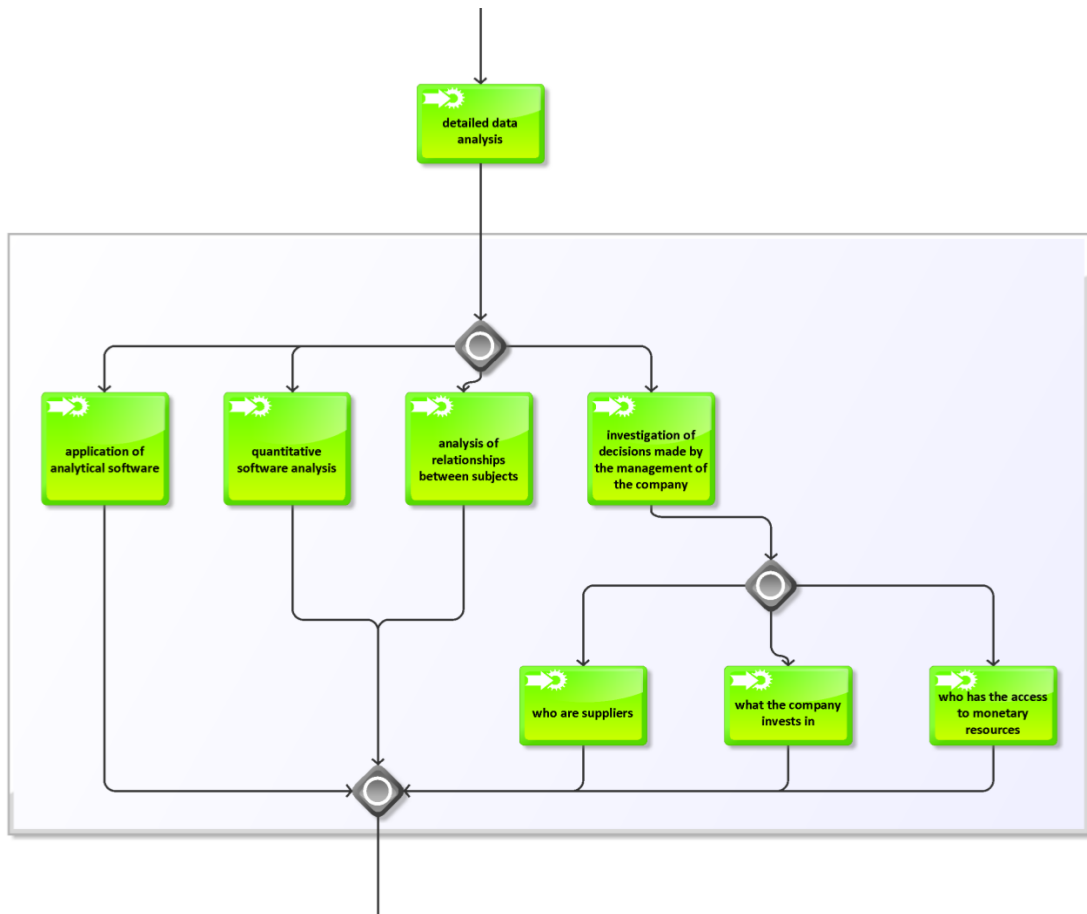 detailed data
analysis
application of
analytical software
quantitative
software analysis
analysis of
relationships
between subjects
investigation of
decisions made by
the management of
the company
who are suppliers
what the company
invests in
who has the access
to monetary
resources